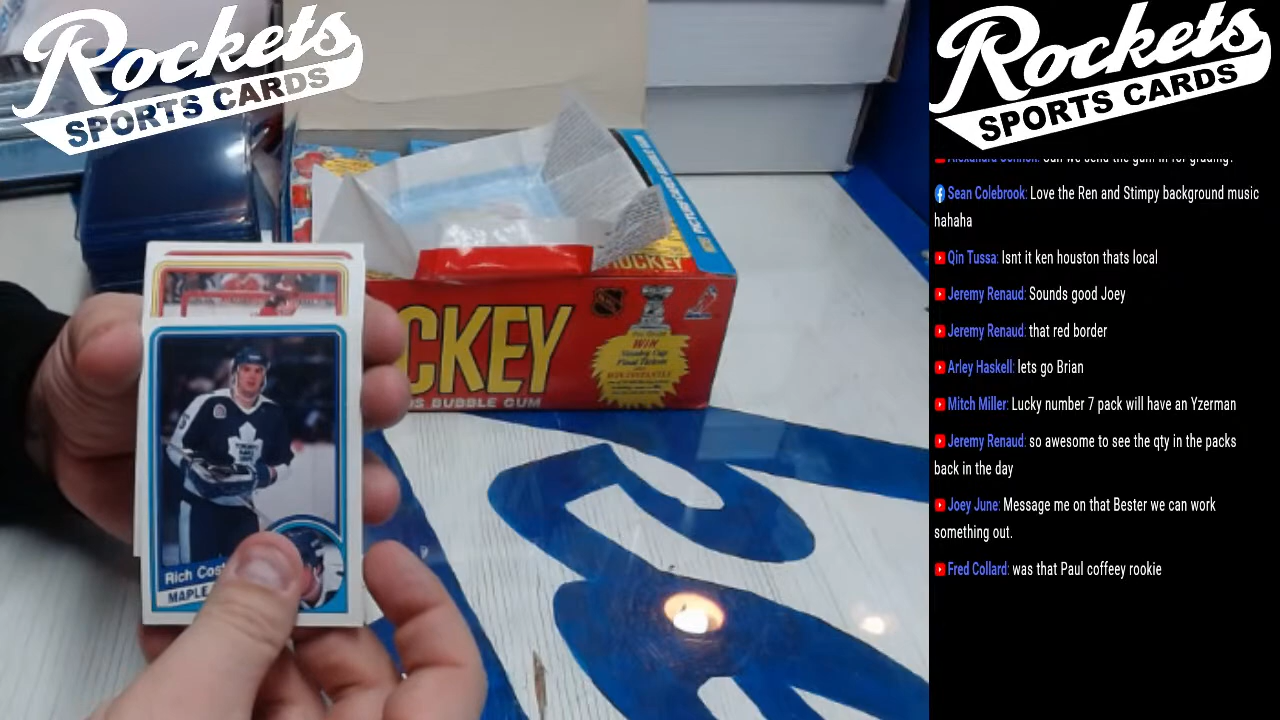 Rockets
SPORTS CARDS
Rockets
SPORTS CARDS
Sean Colebrook: Love the Ren and Stimpy background music
hahaha
Qin Tussa: Isnt it ken houston thats local
Jeremy Renaud: Sounds good Joey
Jeremy Renaud: that red border
Arley Haskell: lets go Brian
Mitch Miller: Lucky number 7 pack will have an Yzerman
Jeremy Renaud: so awesome to see the qty in the packs
back in the day
Joey June: Message me on that Bester we can work
something out.
Fred Collard: was that Paul coffeey rookie
HOCKEY
CKEY
BUBBLE GUM
WIN
Rich Cos
MAPLE